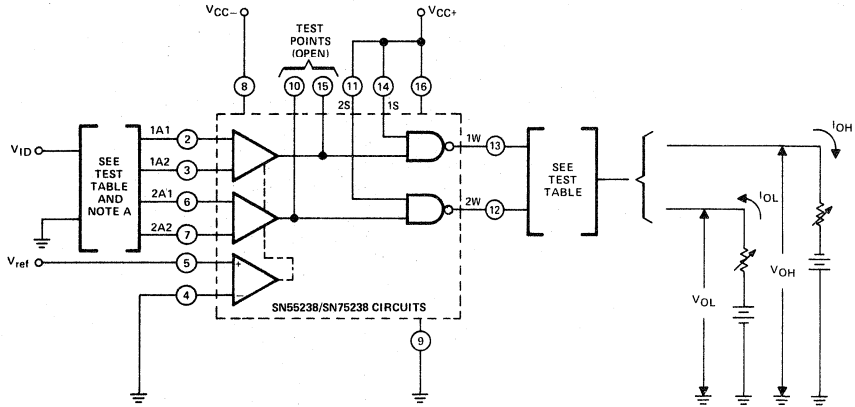 VCC−
VCC+
TEST
POINTS
(OPEN)
8
10
15
11
14
16
2S
1S
IOH
VID
SEE
TEST
TABLE
AND
NOTE A
1A1
2
1A2
3
2A1
6
2A2
7
1W
13
2W
12
SEE
TEST
TABLE
IOL
VOH
VOL
Vref
5
+
4
−
SN55238/SN75238 CIRCUITS
9